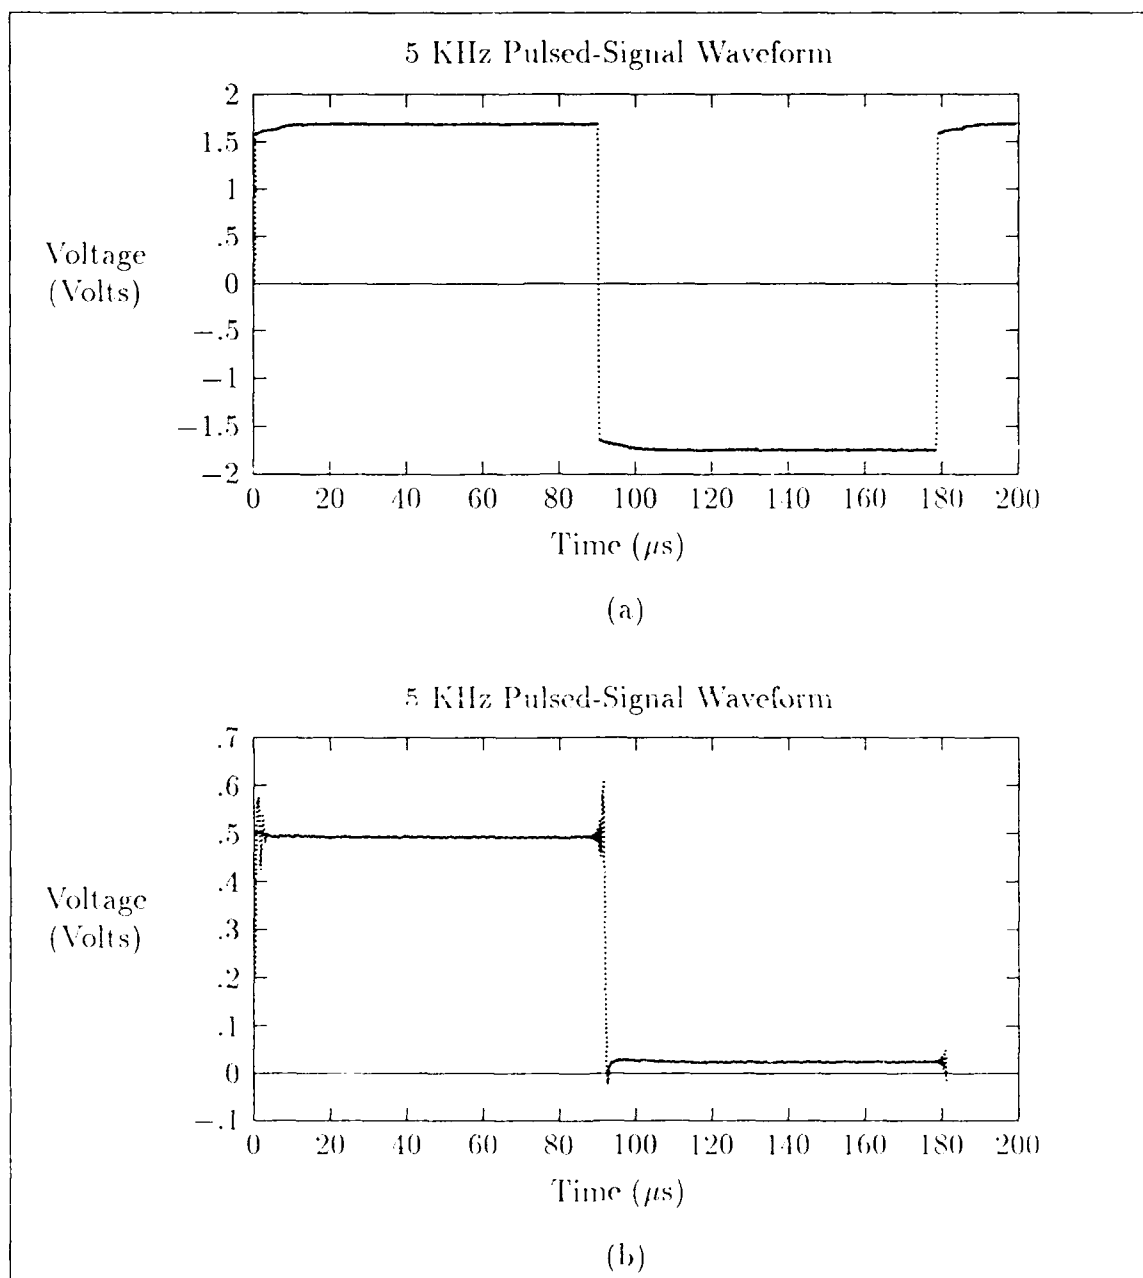 5 KHz Pulsed-Signal Waveform
2
1.5
1
.5
0
−.5
−1
−1.5
−2
Voltage
(Volts)
0 20 40 60 80 100 120 140 160 180 200
Time (μs)
(a)
5 KHz Pulsed-Signal Waveform
.7
.6
.5
.4
.3
.2
.1
0
−.1
Voltage
(Volts)
0 20 40 60 80 100 120 140 160 180 200
Time (μs)
(b)